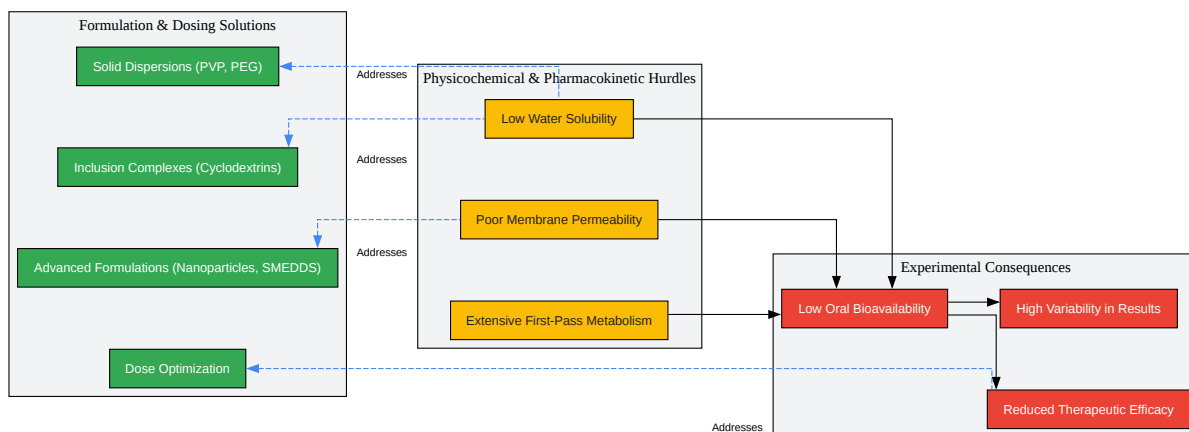 Formulation & Dosing Solutions
Solid Dispersions (PVP, PEG)
Addresses
Physicochemical & Pharmacokinetic Hurdles
Low Water Solubility
Inclusion Complexes (Cyclodextrins)
Addresses
Poor Membrane Permeability
Addresses
Advanced Formulations (Nanoparticles, SMEDDS)
Experimental Consequences
Extensive First-Pass Metabolism
Low Oral Bioavailability
High Variability in Results
Dose Optimization
Reduced Therapeutic Efficacy
Addresses